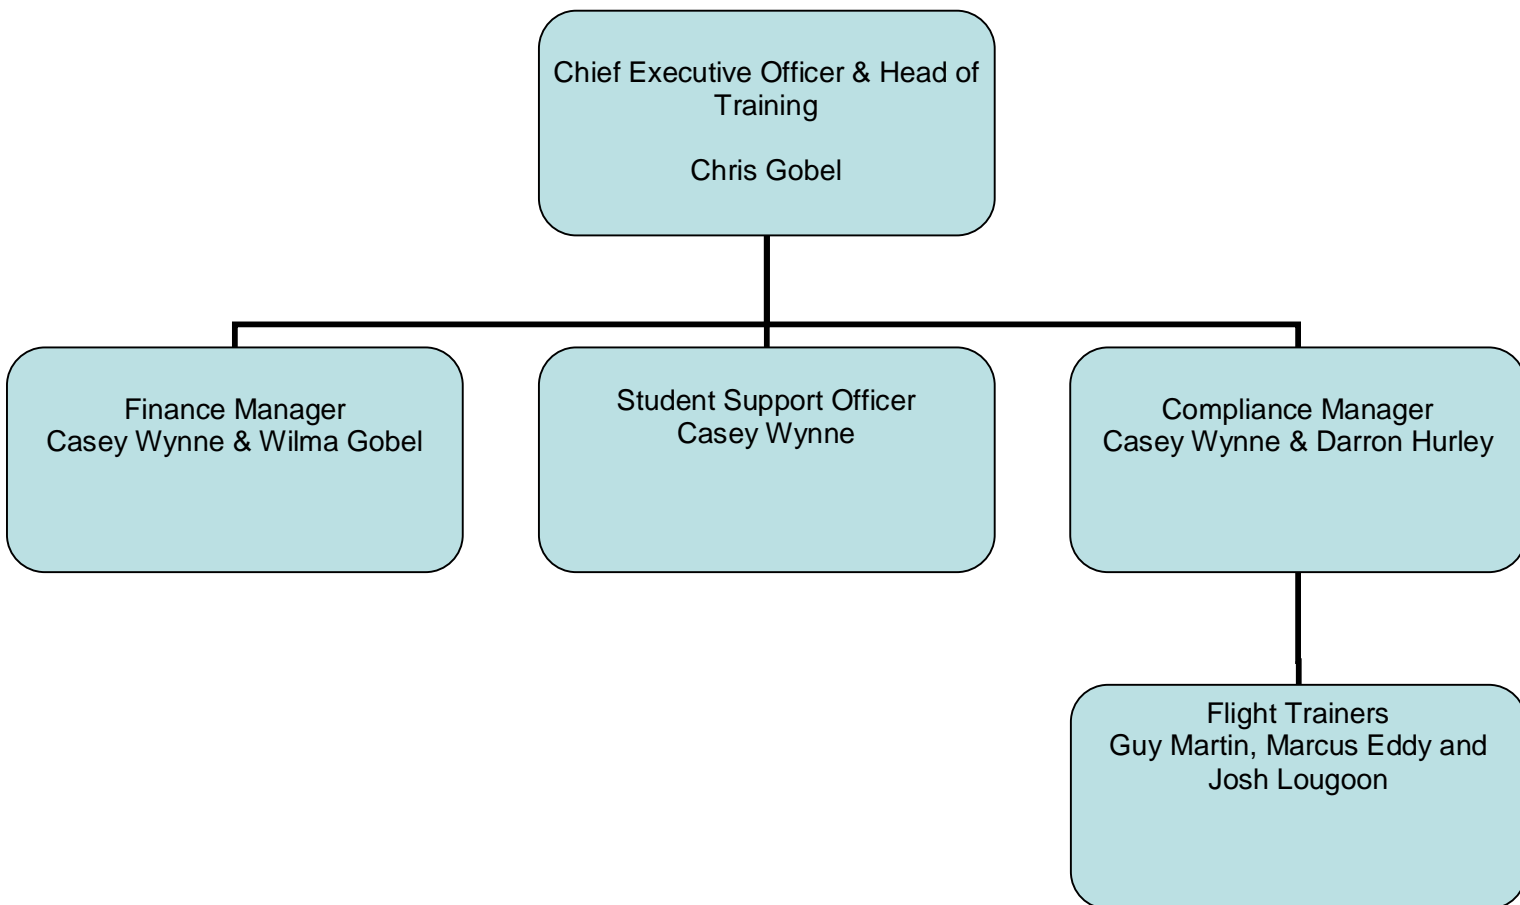 Chief Executive Officer & Head of
Training
Chris Gobel
Finance Manager
Casey Wynne & Wilma Gobel
Student Support Officer
Casey Wynne
Compliance Manager
Casey Wynne & Darron Hurley
Flight Trainers
Guy Martin, Marcus Eddy and
Josh Lougoon